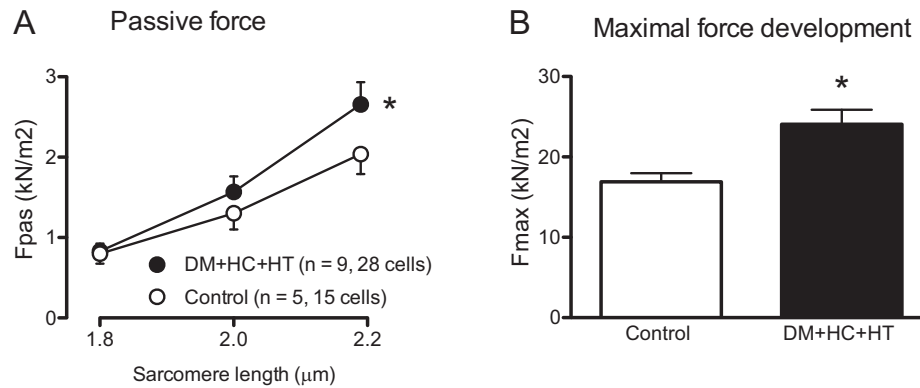 A Passive force
3
2
1
0
Fpas (kN/m2)
*
DM+HC+HT (n = 9, 28 cells)
Control (n = 5, 15 cells)
1.8 2.0 2.2
Sarcomere length (μm)
B Maximal force development
40
30
20
10
0
Fmax (kN/m2)
*
Control DM+HC+HT